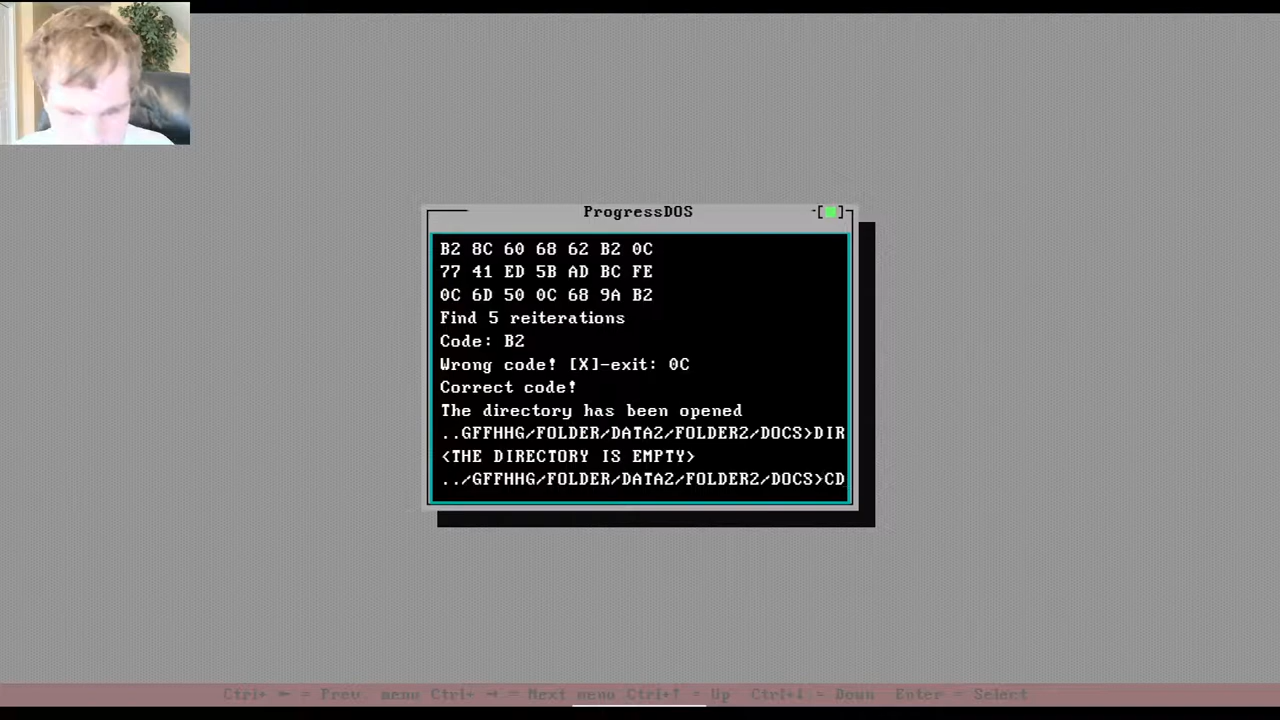 ProgressDOS
B2 8C 60 68 62 B2 0C
77 41 ED 5B AD BC FE
0C 6D 50 0C 68 9A B2
Find 5 reiterations
Code: B2
Wrong code! [X]-exit: 0C
Correct code!
The directory has been opened
..GFFHHG/FOLDER/DATA2/FOLDER2/DOCS>DIR
<THE DIRECTORY IS EMPTY>
../GFFHHG/FOLDER/DATA2/FOLDER2/DOCS>CD
Ctrl+ ← = Prev. menu Ctrl+ → = Next menu Ctrl+↑ = Up Ctrl+↓ = Down Enter = Select